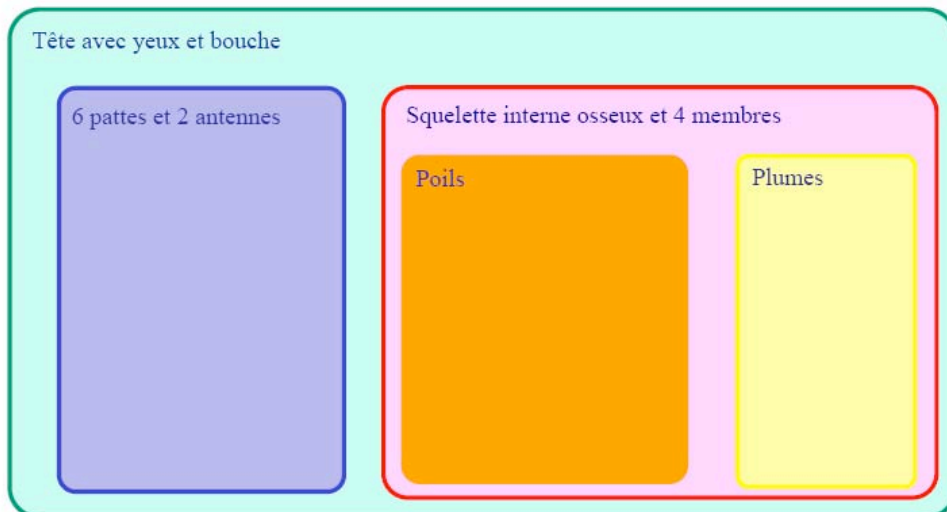 Tête avec yeux et bouche
6 pattes et 2 antennes
Squelette interne osseux et 4 membres
Poils
Plumes